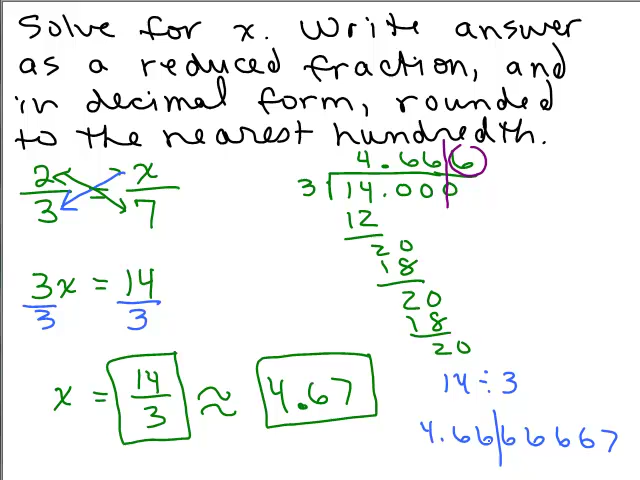 Solve for x. Write answer
as a reduced fraction, and
in decimal form, rounded
to the nearest hundredth.
2/3 = x/7
3x/3 = 14/3
x = 14/3 ≈ 4.67
4.666
3 14.000
12
20
18
20
18
20
14 ÷ 3
4.66666667